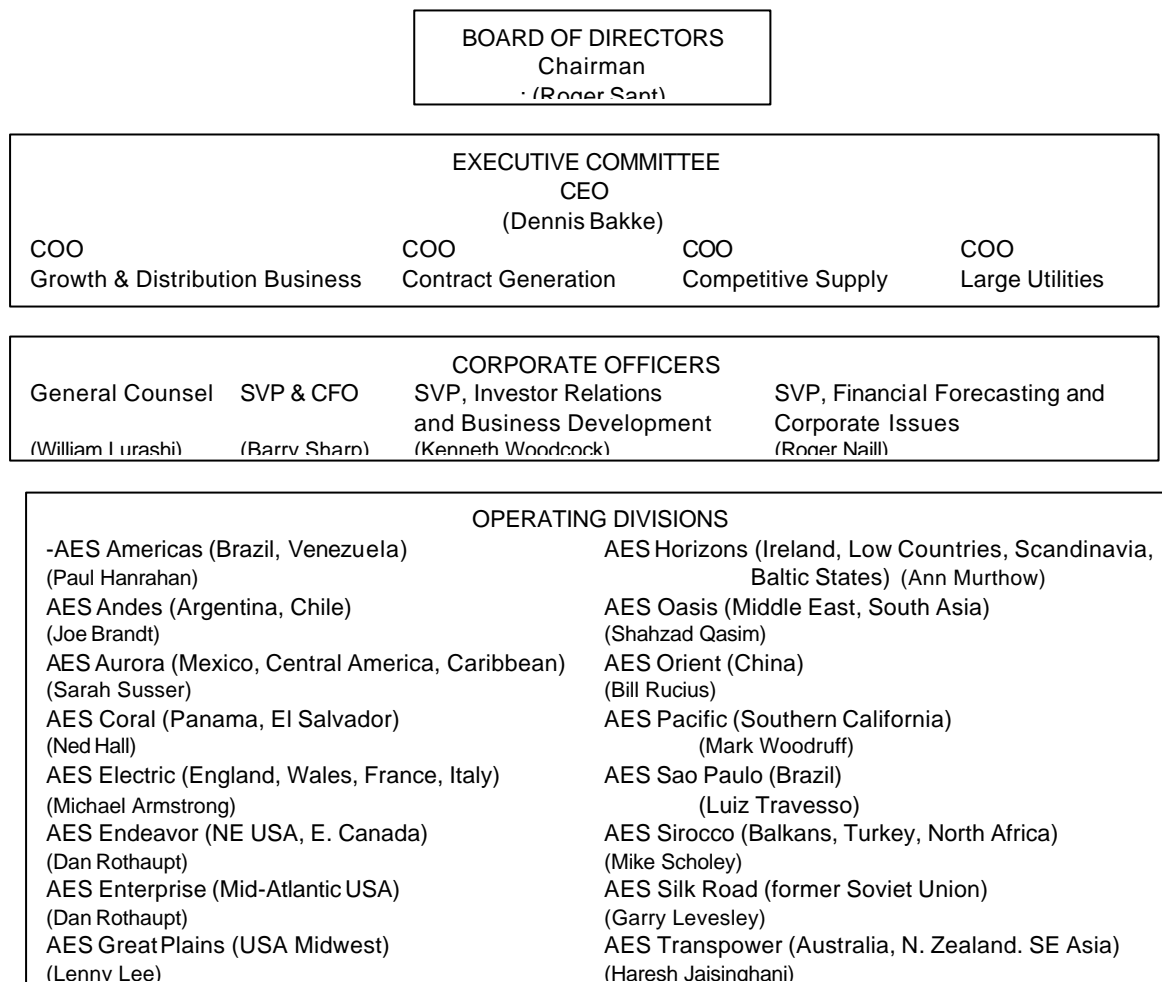 BOARD OF DIRECTORS
Chairman
: (Roger Sant)
EXECUTIVE COMMITTEE
CEO
(Dennis Bakke)
COO COO COO COO
Growth & Distribution Business Contract Generation Competitive Supply Large Utilities
CORPORATE OFFICERS
General Counsel SVP & CFO SVP, Investor Relations SVP, Financial Forecasting and
and Business Development Corporate Issues
(William Lurashi) (Barry Sharp) (Kenneth Woodcock) (Roger Naill)
OPERATING DIVISIONS
-AES Americas (Brazil, Venezuela)
(Paul Hanrahan)
AES Andes (Argentina, Chile)
(Joe Brandt)
AES Aurora (Mexico, Central America, Caribbean)
(Sarah Susser)
AES Coral (Panama, El Salvador)
(Ned Hall)
AES Electric (England, Wales, France, Italy)
(Michael Armstrong)
AES Endeavor (NE USA, E. Canada)
(Dan Rothaupt)
AES Enterprise (Mid-Atlantic USA)
(Dan Rothaupt)
AES Great Plains (USA Midwest)
(Lenny Lee)
AES Horizons (Ireland, Low Countries, Scandinavia,
Baltic States) (Ann Murthow)
AES Oasis (Middle East, South Asia)
(Shahzad Qasim)
AES Orient (China)
(Bill Rucius)
AES Pacific (Southern California)
(Mark Woodruff)
AES Sao Paulo (Brazil)
(Luiz Travesso)
AES Sirocco (Balkans, Turkey, North Africa)
(Mike Scholey)
AES Silk Road (former Soviet Union)
(Garry Levesley)
AES Transpower (Australia, N. Zealand. SE Asia)
(Haresh Jaisinghani)